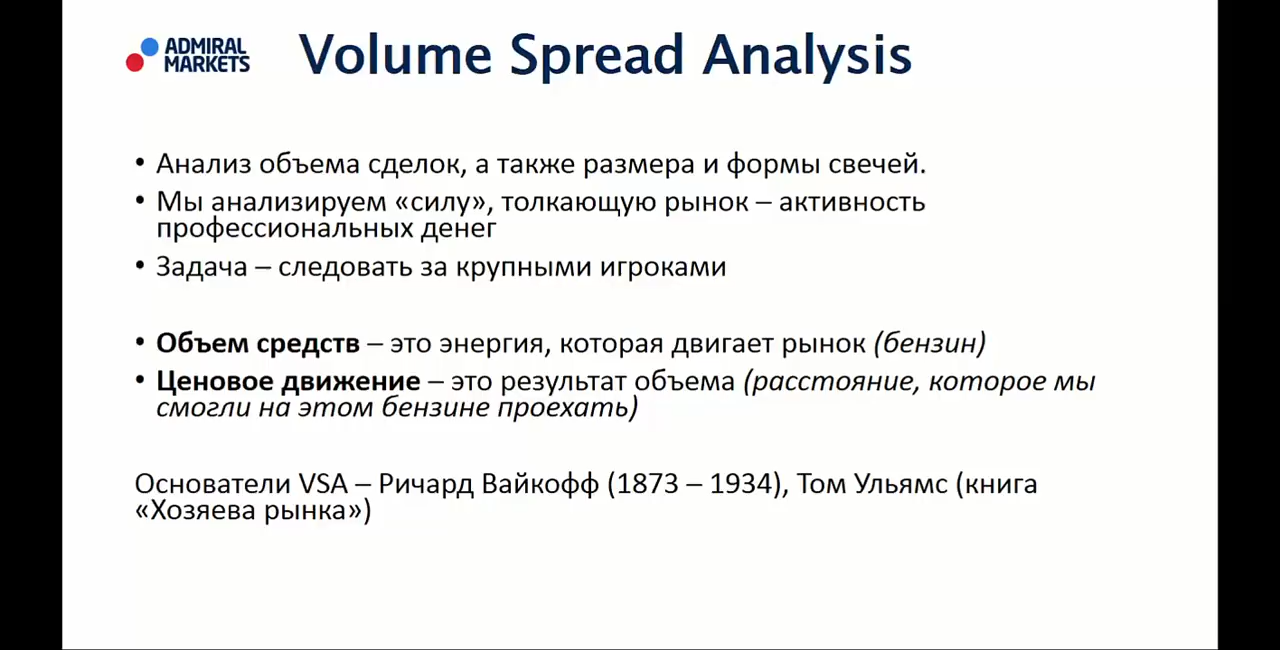 ADMIRAL
MARKETS
Volume Spread Analysis
• Анализ объема сделок, а также размера и формы свечей.
• Мы анализируем «силу», толкающую рынок – активность
профессиональных денег
• Задача – следовать за крупными игроками
• Объем средств – это энергия, которая двигает рынок (бензин)
• Ценовое движение – это результат объема (расстояние, которое мы
смогли на этом бензине проехать)
Основатели VSA – Ричард Вайкофф (1873 – 1934), Том Ульямс (книга
«Хозяева рынка»)